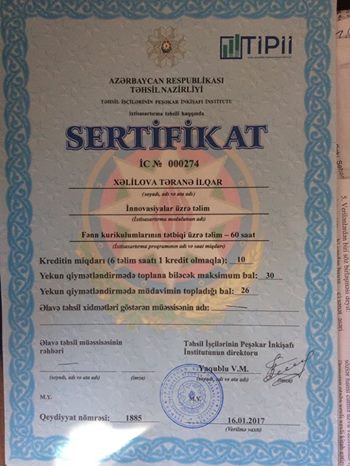 TİPİİ
AZƏRBAYCAN RESPUBLİKASI
TƏHSİL NAZİRLİYİ
TƏHSİL İŞÇİLƏRİNİN PEŞƏKAR İNKİŞAFI İNSTİTUTU
İxtisasartırma təhsili haqqında
SERTİFİKAT
İC № 000274
XƏLİLOVA TƏRANƏ İLQAR
(soyadı, adı və ata adı)
İnnovasiyalar üzrə təlim
(İxtisasartırma modulunun adı)
Fənn kurikulumlarının tətbiqi üzrə təlim – 60 saat
(İxtisasartırma proqramının adı və saat miqdarı)
Kreditin miqdarı (6 təlim saatı 1 kredit olmaqla): 10
Yekun qiymətləndirmədə toplana biləcək maksimum bal: 30
Yekun qiymətləndirmədə müdavimin topladığı bal: 26
Əlavə təhsil xidmətləri göstərən müəssisənin adı:
Əlavə təhsil müəssisəsinin
rəhbəri
Təhsil İşçilərinin Peşəkar İnkişafı
İnstitutunun direktoru
Yaqublu V.M.
(soyadı, adı və ata adı) (imza)
(soyadı, adı və ata adı) (imza)
M.Y. M.Y.
Qeydiyyat nömrəsi: 1885 16.01.2017
(Verilmə vaxtı)